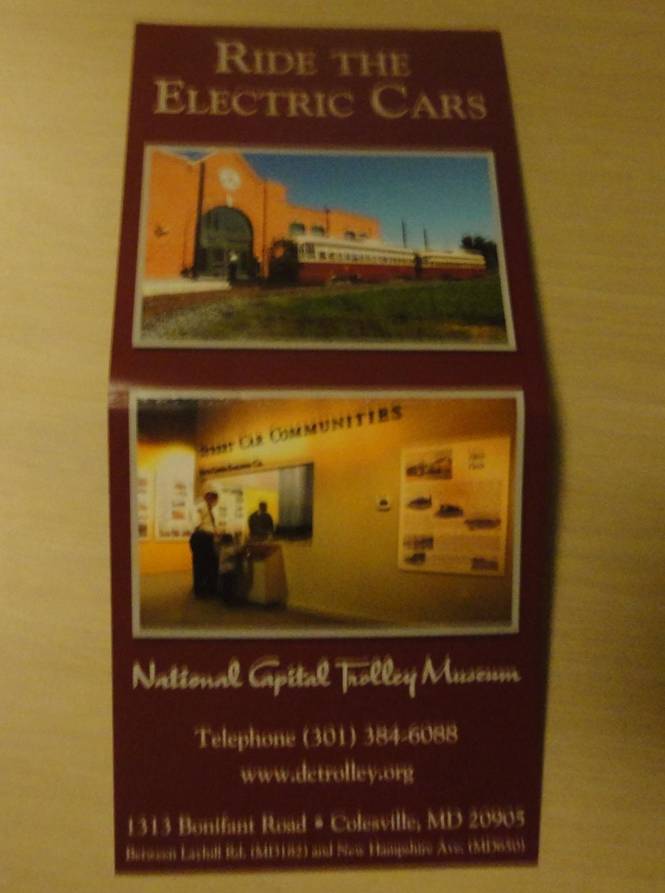 RIDE THE
ELECTRIC CARS
STREET CAR COMMUNITIES
National Capital Trolley Museum
Telephone (301) 384-6088
www.dctrolley.org
1313 Bonifant Road • Colesville, MD 20905
Between Layhill Rd. (MD182) and New Hampshire Ave. (MD650)